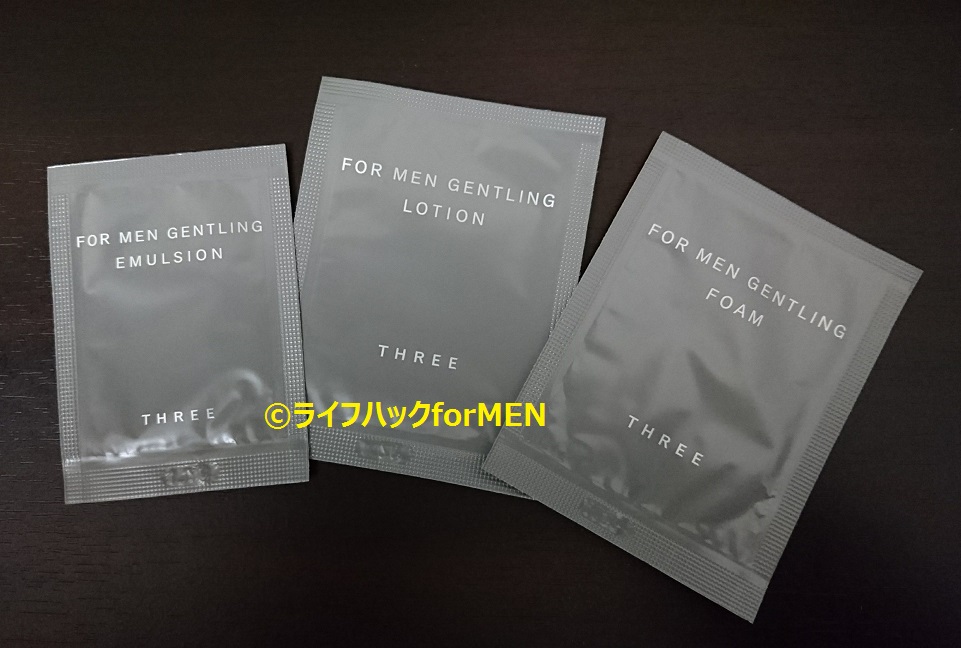 FOR MEN GENTLING
EMULSION
THREE
FOR MEN GENTLING
LOTION
THREE
FOR MEN GENTLING
FOAM
THREE
©ライフハックforMEN